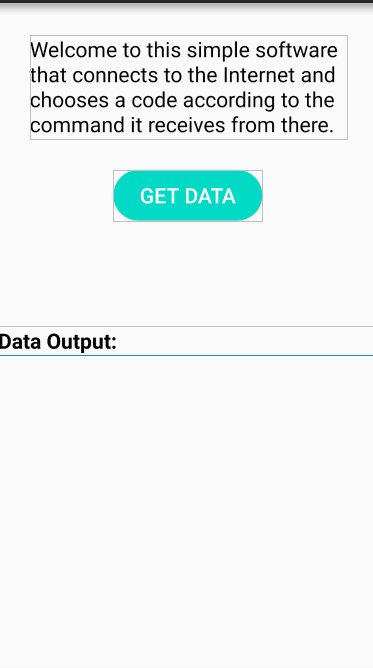 Welcome to this simple software
that connects to the Internet and
chooses a code according to the
command it receives from there.
GET DATA
Data Output: